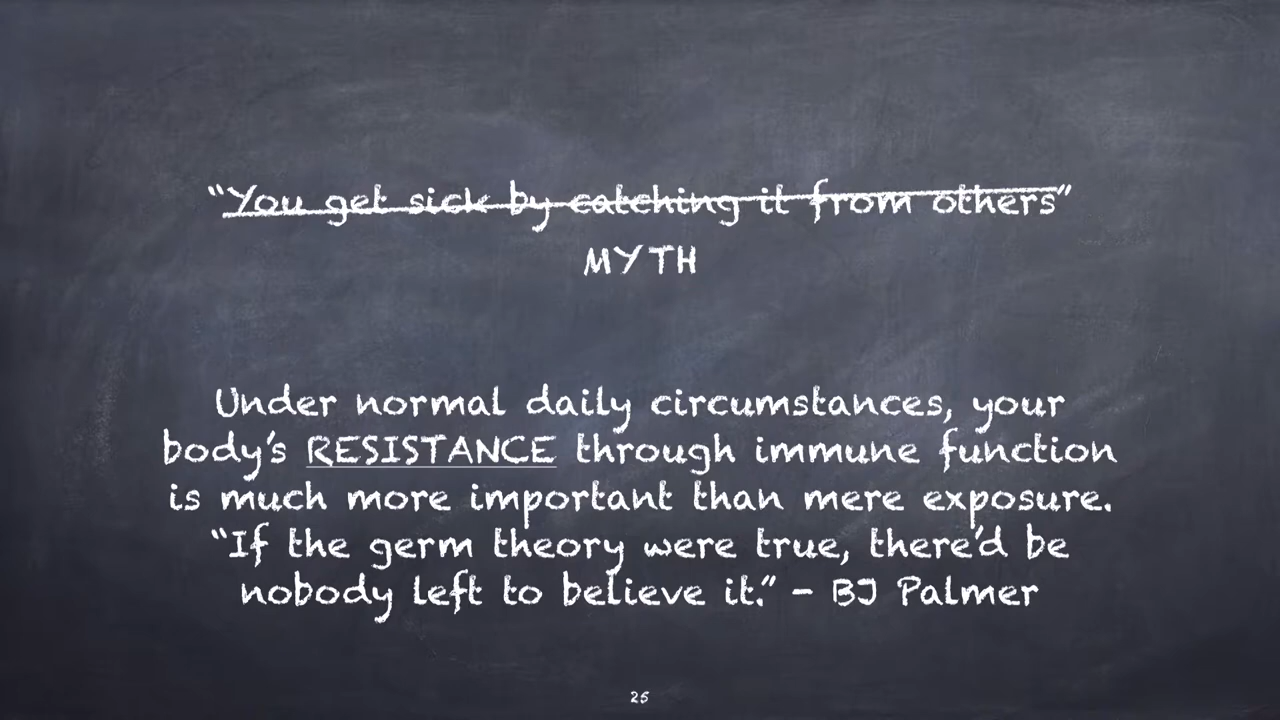 “You get sick by catching it from others”
MYTH
Under normal daily circumstances, your
body’s RESISTANCE through immune function
is much more important than mere exposure.
“If the germ theory were true, there’d be
nobody left to believe it.” - BJ Palmer
25